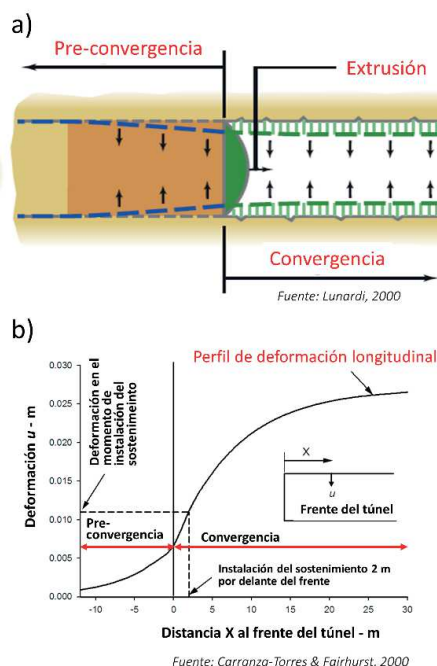 a)
Pre-convergencia
Extrusión
Convergencia
Fuente: Lunardi, 2000
b)
Perfil de deformación longitudinal
Deformación u - m
0.030
0.025
0.020
0.015
0.010
0.005
0.000
Deformación en el
momento de
instalación del
sostenimeinto
X
u
Frente del túnel
Pre-
convergencia
Convergencia
Instalación del sostenimiento 2 m
por delante del frente
-10 -5 0 5 10 15 20 25 30
Distancia X al frente del túnel - m
Fuente: Carranza-Torres & Fairhurst, 2000